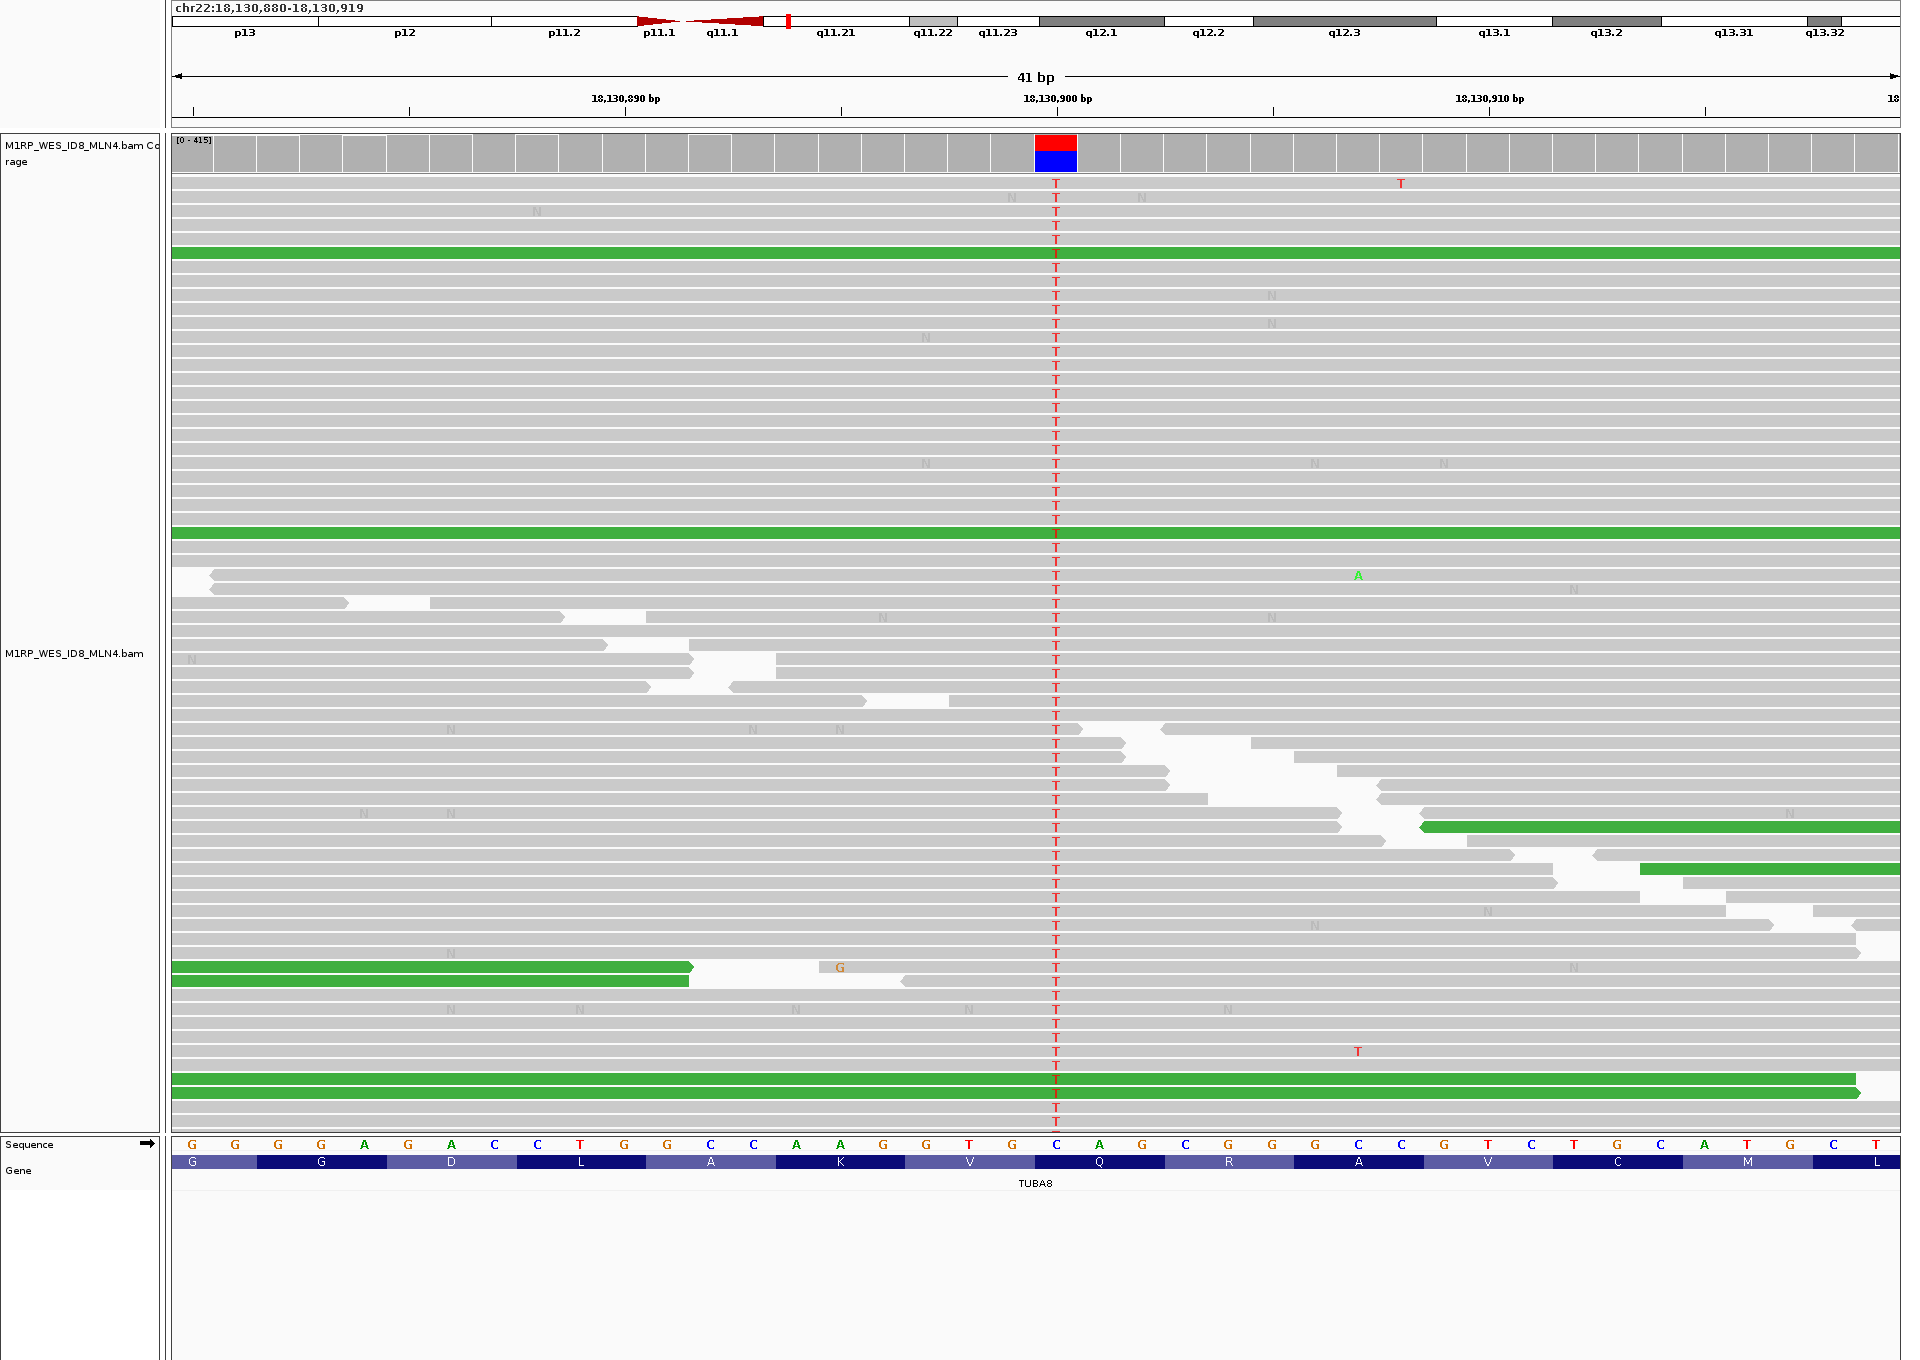 chr22:18,130,880-18,130,919
p13 p12 p11.2 p11.1 q11.1 q11.21 q11.22 q11.23 q12.1 q12.2 q12.3 q13.1 q13.2 q13.31 q13.32
41 bp
18,130,890 bp 18,130,900 bp 18,130,910 bp 18
M1RP_WES_ID8_MLN4.bam Co
rage
[0 - 415]
T T
N T N
N T
T
T
T
T
T
T N
T
T N
N T
T
T
T
T
T
T
T
T
N T N N
T
T
T
T
T
T
T
T A
T N
T
N T N
T
T
N T
T
T
T
T
N N N T
T
T
T
T
T
N N T N
T
T
T
T
T
T
T N
T N
T
N T
G T N
T
T
N N N N T N
T
T
T T
T
T
T
T
T
M1RP_WES_ID8_MLN4.bam
Sequence G G G G A G A C C T G G C C A A G G T G C A G C G G G C C G T C T G C A T G C T
Gene G G D L A K V Q R A V C M L
TUBA8